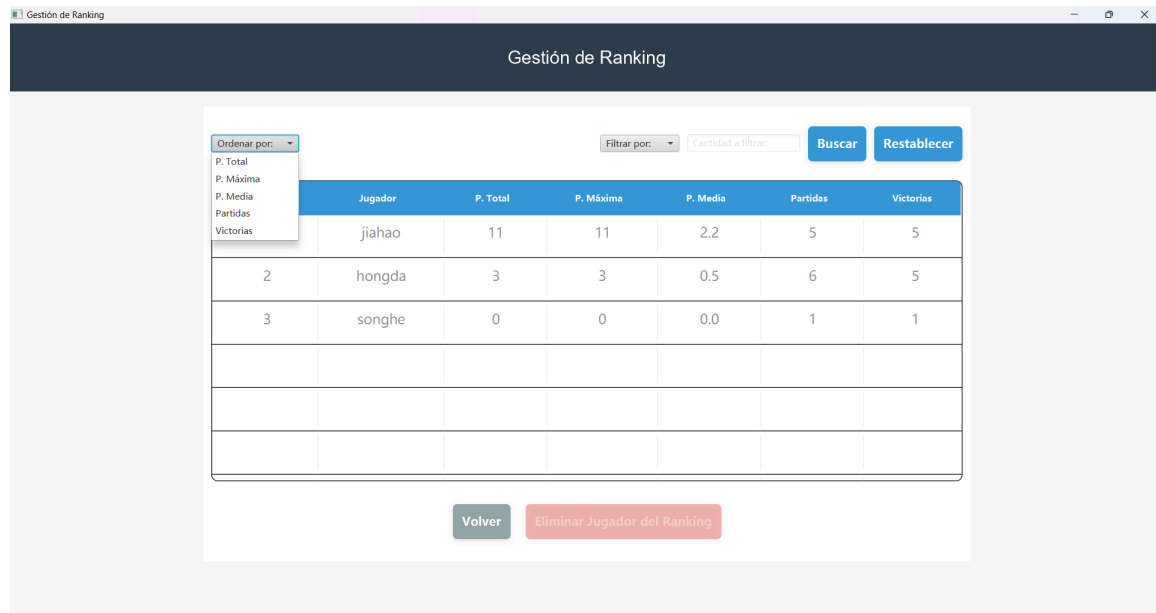 Gestión de Ranking
Gestión de Ranking
Ordenar por:
Filtrar por:
Cantidad a filtrar:
Buscar
Restablecer
P. Total
P. Máxima
P. Media
Partidas
Victorias
Jugador P. Total P. Máxima P. Media Partidas Victorias
jiahao 11 11 2.2 5 5
2 hongda 3 3 0.5 6 5
3 songhe 0 0 0.0 1 1
Volver
Eliminar Jugador del Ranking